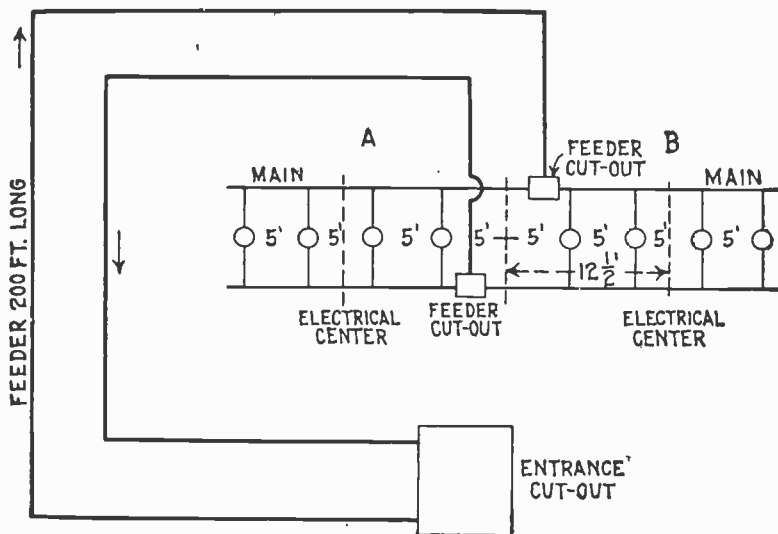 A
B
FEEDER
CUT-OUT
MAIN
MAIN
5' 5' 5' 5' 5' 5' 5' 5'
12 1/2'
FEEDER
CUT-OUT
ELECTRICAL
CENTER
ELECTRICAL
CENTER
FEEDER 200 FT. LONG
ENTRANCE'
CUT-OUT